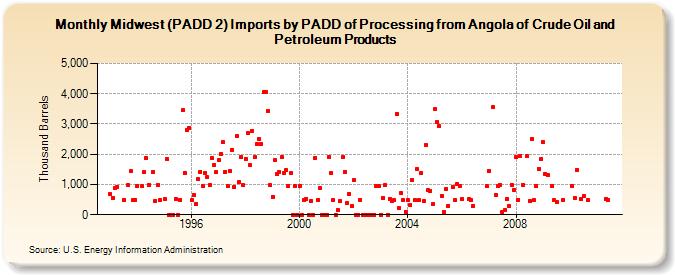 Monthly Midwest (PADD 2) Imports by PADD of Processing from Angola of Crude Oil and
Petroleum Products
Thousand Barrels
5,000
4,000
3,000
2,000
1,000
0
1996
2000
2004
2008
Source: U.S. Energy Information Administration